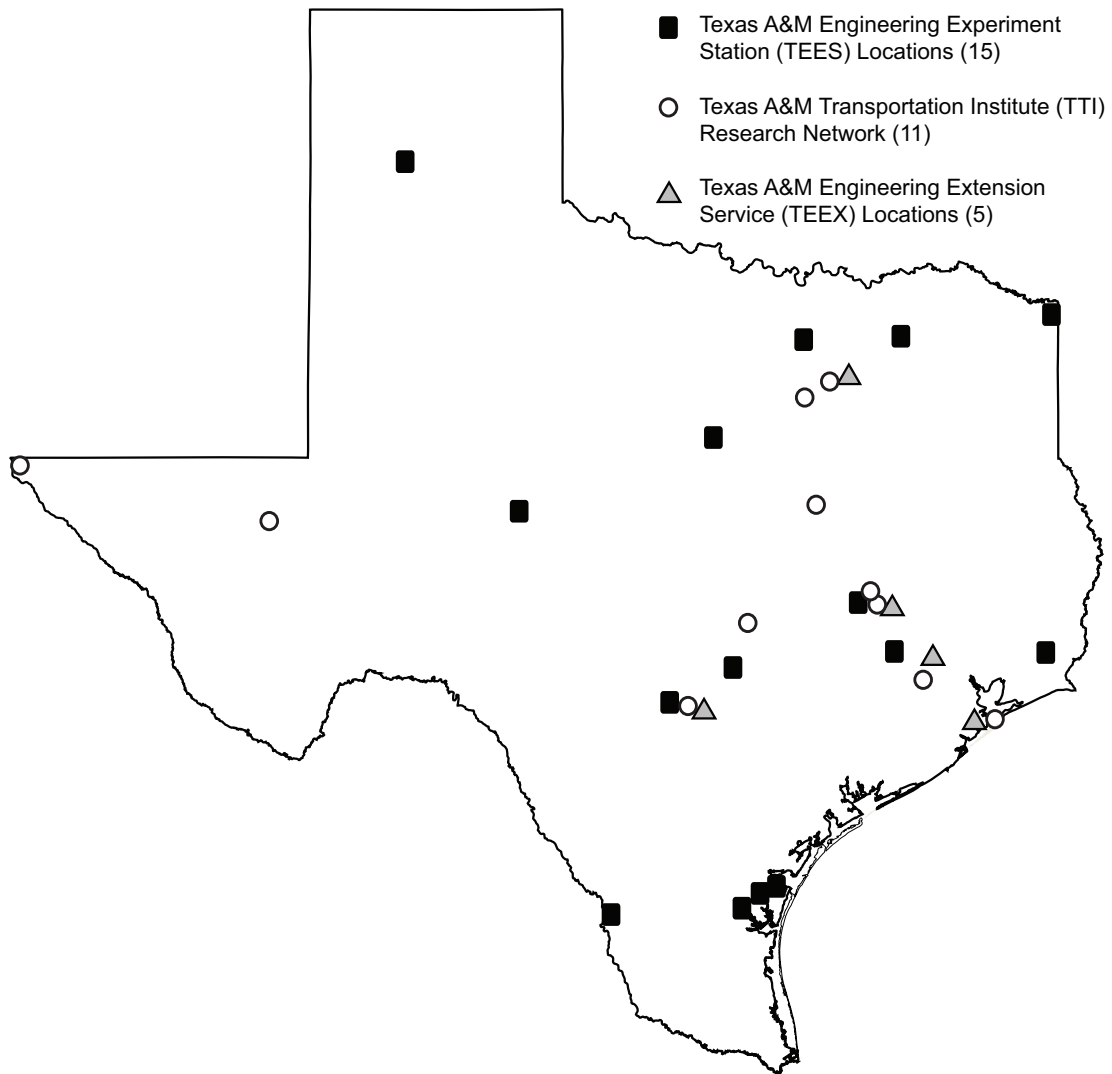 Texas A&M Engineering Experiment
Station (TEES) Locations (15)
Texas A&M Transportation Institute (TTI)
Research Network (11)
Texas A&M Engineering Extension
Service (TEEX) Locations (5)